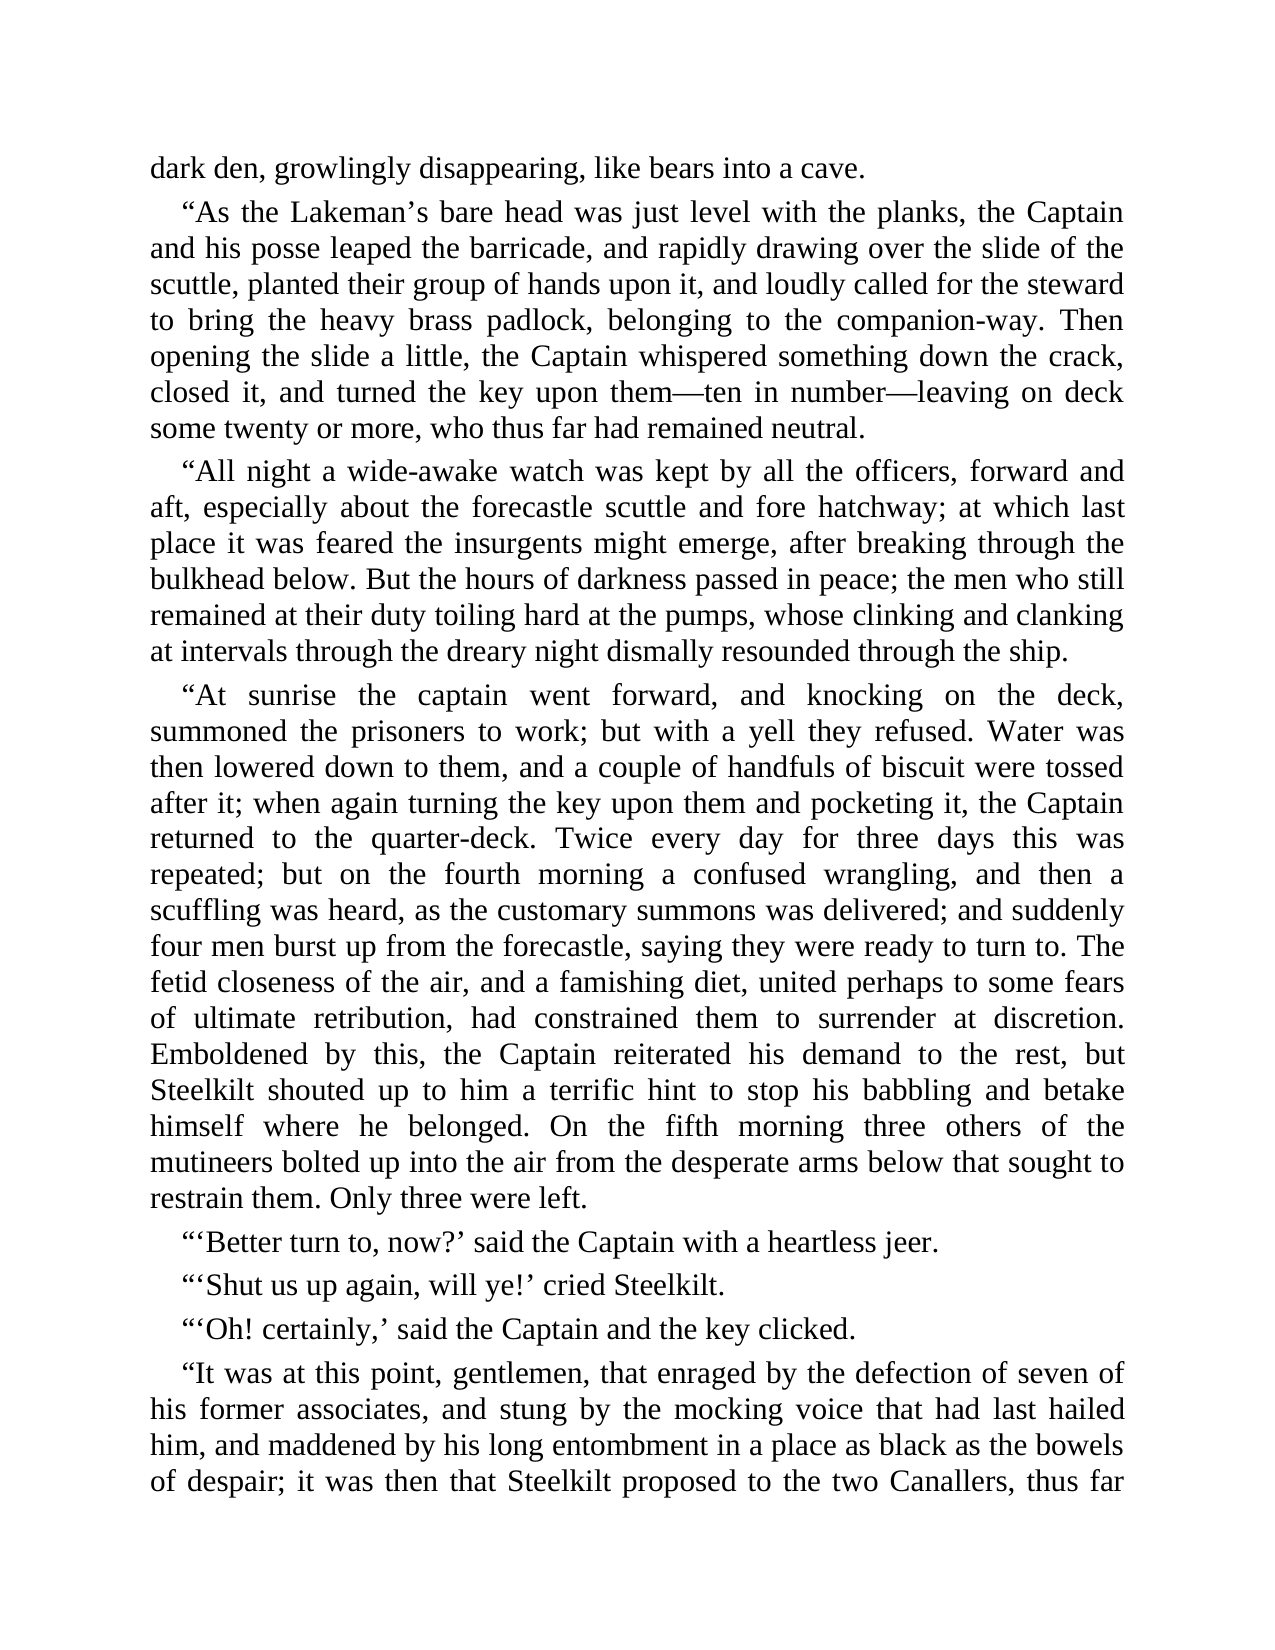 dark den, growlingly disappearing, like bears into a cave.
“As the Lakeman’s bare head was just level with the planks, the Captain
and his posse leaped the barricade, and rapidly drawing over the slide of the
scuttle, planted their group of hands upon it, and loudly called for the steward
to bring the heavy brass padlock, belonging to the companion-way. Then
opening the slide a little, the Captain whispered something down the crack,
closed it, and turned the key upon them—ten in number—leaving on deck
some twenty or more, who thus far had remained neutral.
“All night a wide-awake watch was kept by all the officers, forward and
aft, especially about the forecastle scuttle and fore hatchway; at which last
place it was feared the insurgents might emerge, after breaking through the
bulkhead below. But the hours of darkness passed in peace; the men who still
remained at their duty toiling hard at the pumps, whose clinking and clanking
at intervals through the dreary night dismally resounded through the ship.
“At sunrise the captain went forward, and knocking on the deck,
summoned the prisoners to work; but with a yell they refused. Water was
then lowered down to them, and a couple of handfuls of biscuit were tossed
after it; when again turning the key upon them and pocketing it, the Captain
returned to the quarter-deck. Twice every day for three days this was
repeated; but on the fourth morning a confused wrangling, and then a
scuffling was heard, as the customary summons was delivered; and suddenly
four men burst up from the forecastle, saying they were ready to turn to. The
fetid closeness of the air, and a famishing diet, united perhaps to some fears
of ultimate retribution, had constrained them to surrender at discretion.
Emboldened by this, the Captain reiterated his demand to the rest, but
Steelkilt shouted up to him a terrific hint to stop his babbling and betake
himself where he belonged. On the fifth morning three others of the
mutineers bolted up into the air from the desperate arms below that sought to
restrain them. Only three were left.
“‘Better turn to, now?’ said the Captain with a heartless jeer.
“‘Shut us up again, will ye!’ cried Steelkilt.
“‘Oh! certainly,’ said the Captain and the key clicked.
“It was at this point, gentlemen, that enraged by the defection of seven of
his former associates, and stung by the mocking voice that had last hailed
him, and maddened by his long entombment in a place as black as the bowels
of despair; it was then that Steelkilt proposed to the two Canallers, thus far